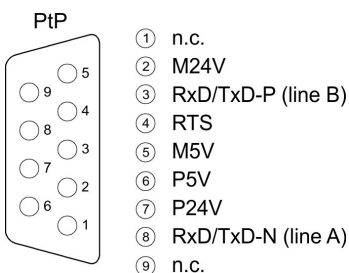 PtP
5
9
4
8
3
7
2
6
1
1 n.c.
2 M24V
3 RxD/TxD-P (line B)
4 RTS
5 M5V
6 P5V
7 P24V
8 RxD/TxD-N (line A)
9 n.c.